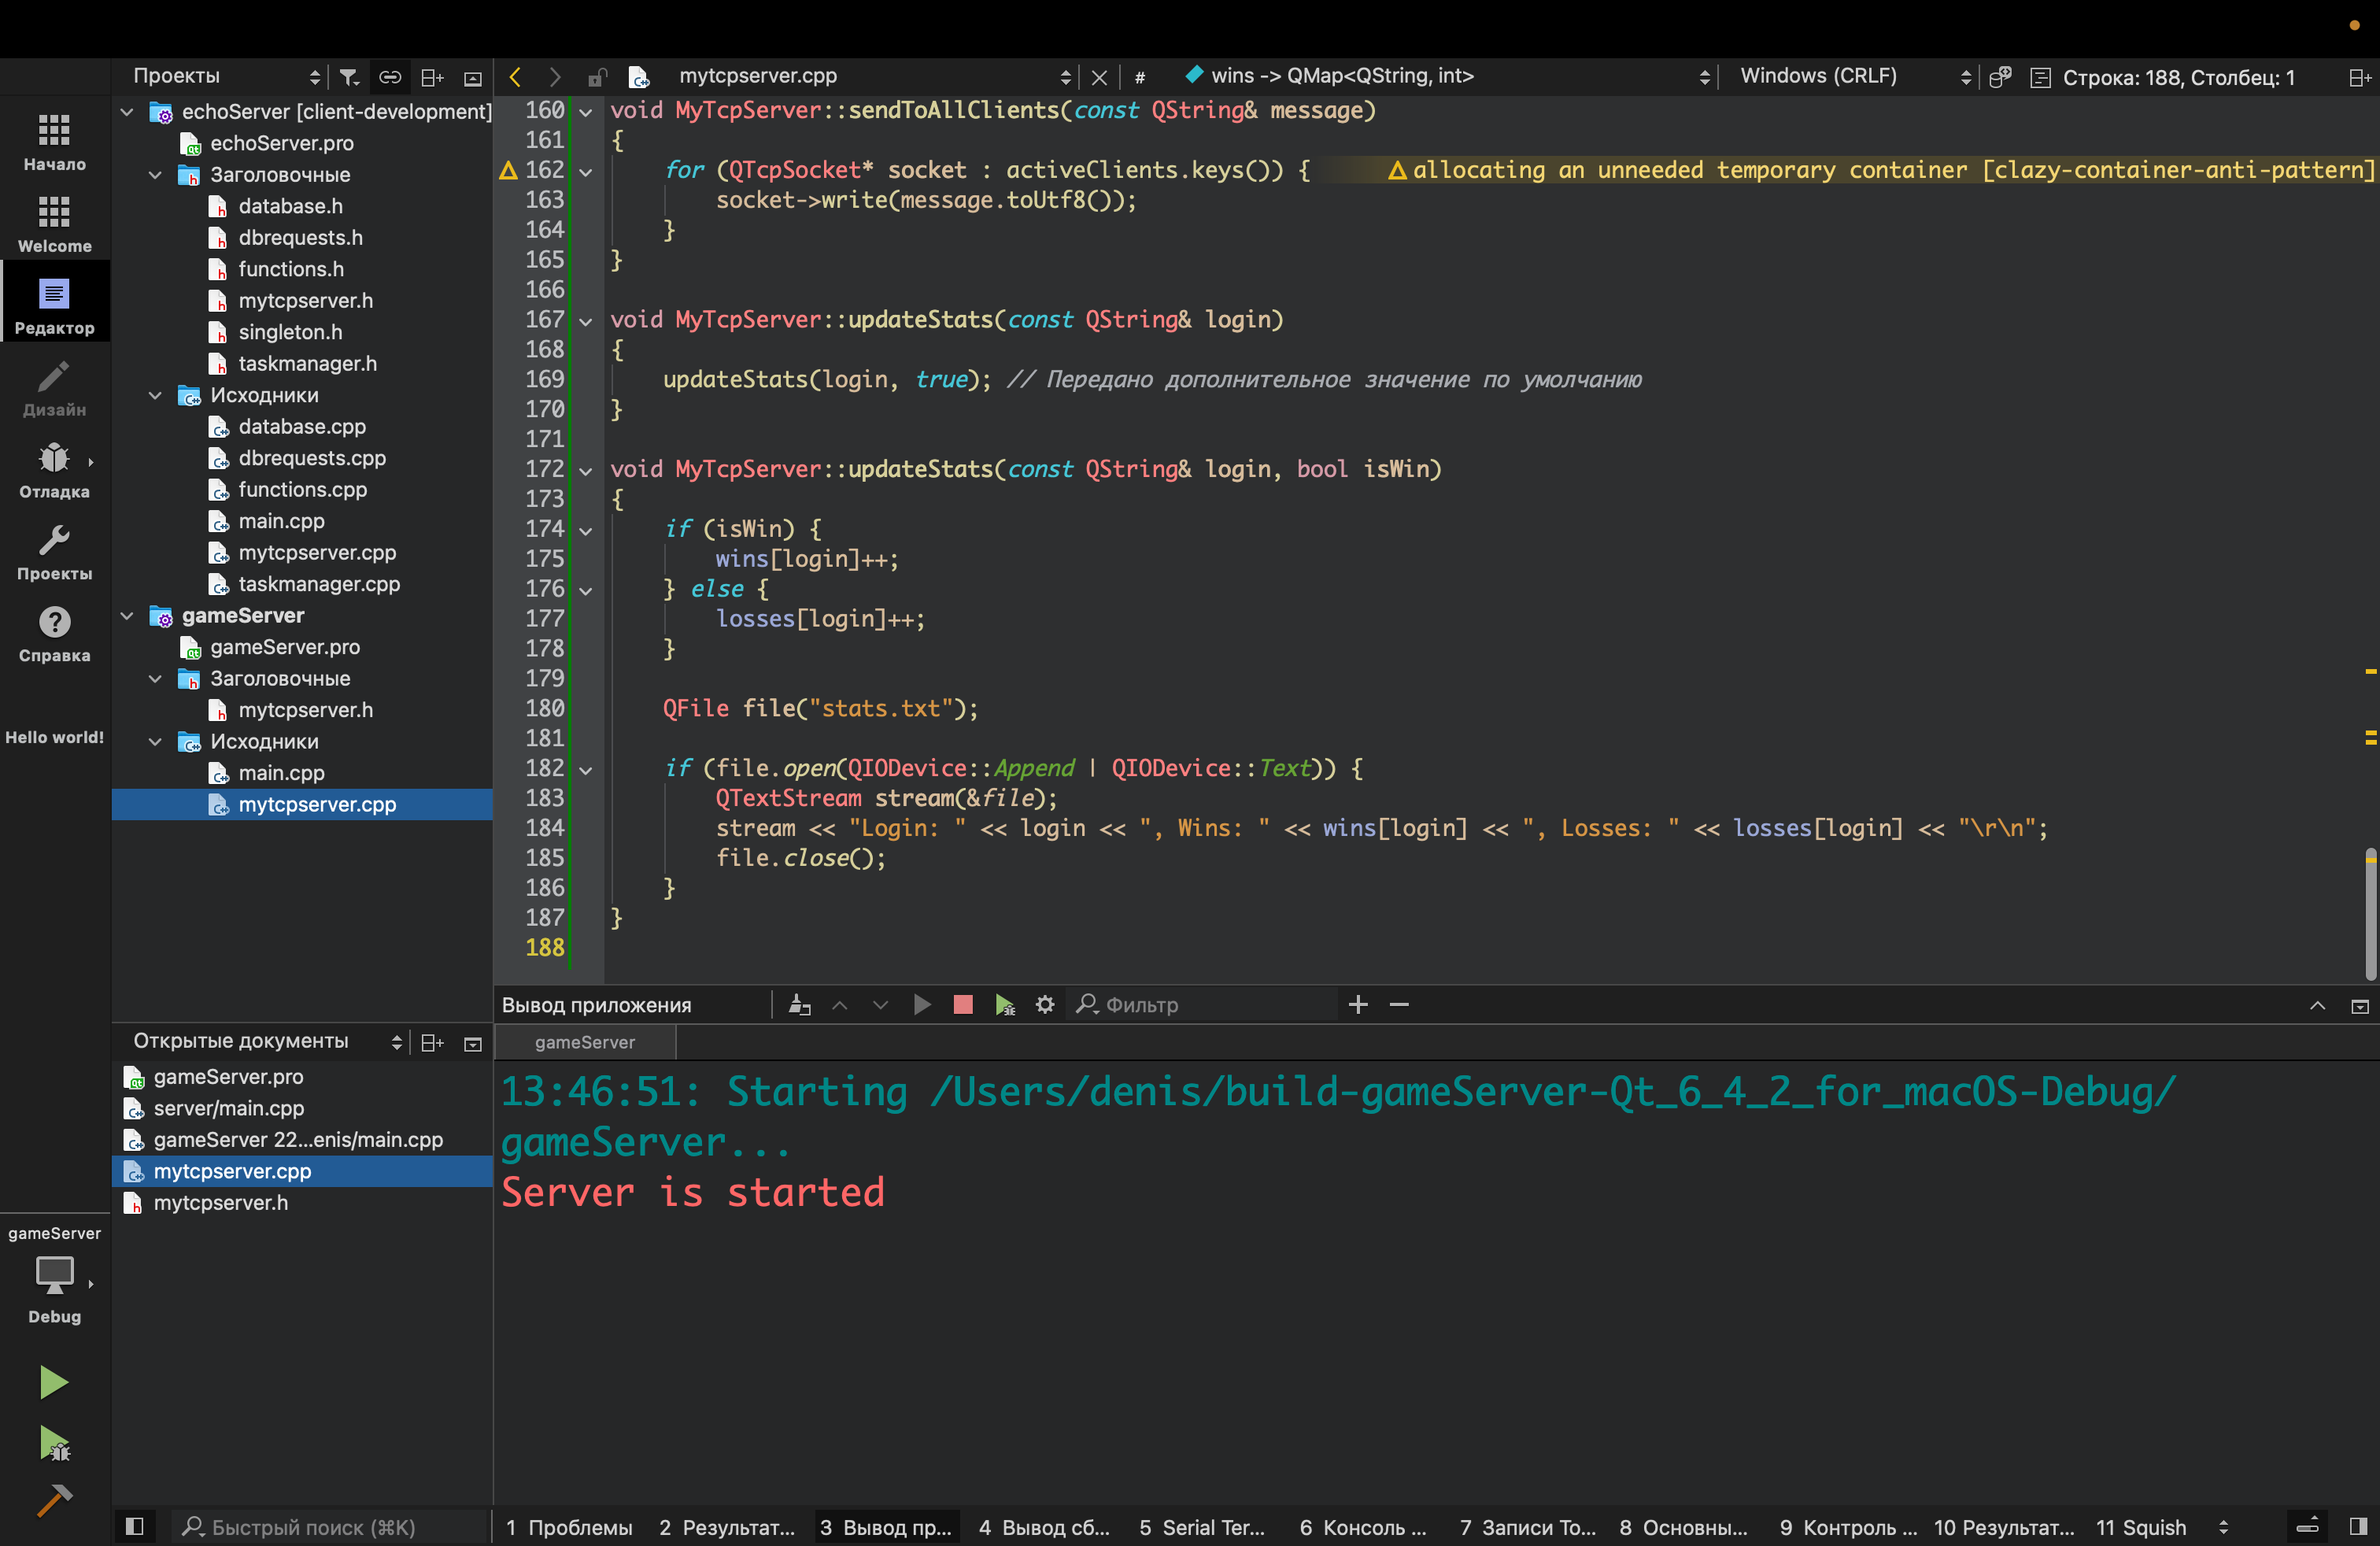 Проекты
mytcpserver.cpp
#
wins -> QMap<QString, int>
Windows (CRLF)
Строка: 188, Столбец: 1
Начало
Welcome
Редактор
Дизайн
Отладка
Проекты
Справка
Hello world!
gameServer
Debug
echoServer [client-development]
echoServer.pro
Заголовочные
database.h
dbrequests.h
functions.h
mytcpserver.h
singleton.h
taskmanager.h
Исходники
database.cpp
dbrequests.cpp
functions.cpp
main.cpp
mytcpserver.cpp
taskmanager.cpp
gameServer
gameServer.pro
Заголовочные
mytcpserver.h
Исходники
main.cpp
mytcpserver.cpp
Открытые документы
gameServer.pro
server/main.cpp
gameServer 22...enis/main.cpp
mytcpserver.cpp
mytcpserver.h
160 void MyTcpServer::sendToAllClients(const QString& message)
161 {
162     for (QTcpSocket* socket : activeClients.keys()) { allocating an unneeded temporary container [clazy-container-anti-pattern]
163         socket->write(message.toUtf8());
164     }
165 }
166
167 void MyTcpServer::updateStats(const QString& login)
168 {
169     updateStats(login, true); // Передано дополнительное значение по умолчанию
170 }
171
172 void MyTcpServer::updateStats(const QString& login, bool isWin)
173 {
174     if (isWin) {
175         wins[login]++;
176     } else {
177         losses[login]++;
178     }
179
180     QFile file("stats.txt");
181
182     if (file.open(QIODevice::Append | QIODevice::Text)) {
183         QTextStream stream(&file);
184         stream << "Login: " << login << ", Wins: " << wins[login] << ", Losses: " << losses[login] << "\r\n";
185         file.close();
186     }
187 }
188
Вывод приложения
Фильтр
gameServer
13:46:51: Starting /Users/denis/build-gameServer-Qt_6_4_2_for_macOS-Debug/
gameServer...
Server is started
Быстрый поиск (⌘K)
1 Проблемы
2 Результат...
3 Вывод пр...
4 Вывод сб...
5 Serial Ter...
6 Консоль ...
7 Записи To...
8 Основны...
9 Контроль ...
10 Результат...
11 Squish